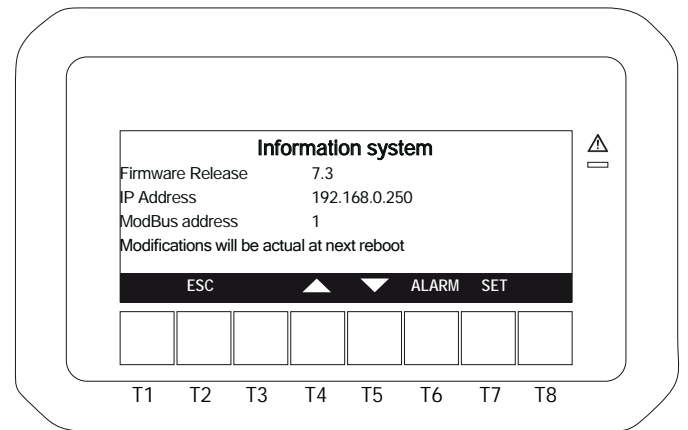 Information system
Firmware Release 7.3
IP Address 192.168.0.250
ModBus address 1
Modifications will be actual at next reboot
ESC ALARM SET
T1 T2 T3 T4 T5 T6 T7 T8